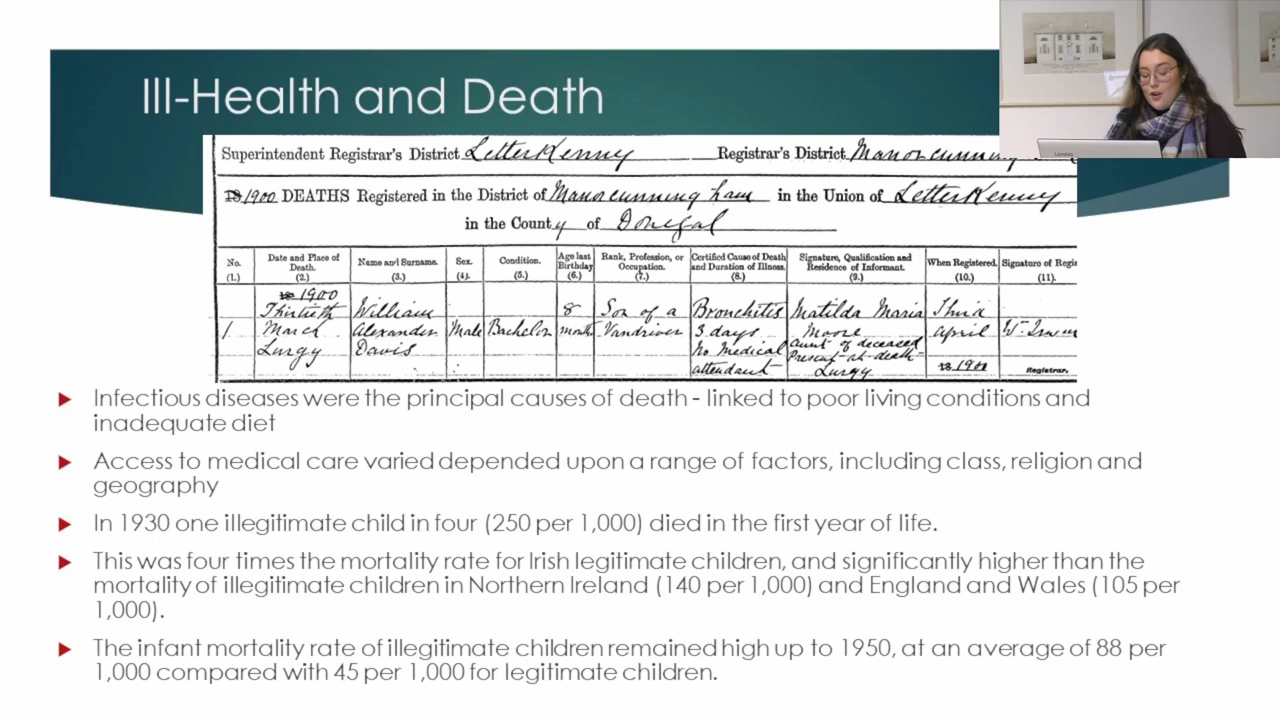 Ill-Health and Death
Superintendent Registrar's District Letterkenny Registrar's District Manorcunning
18 1900 DEATHS Registered in the District of Manorcunningham in the Union of Letterkenny
in the County of Donegal
No. (1.) Date and Place of Death. (2.) Name and Surname. (3.) Sex. (4). Condition. (5.) Age last Birthday (6.) Rank, Profession, or Occupation. (7.) Certified Cause of Death and Duration of Illness. (8.) Signature, Qualification and Residence of Informant. (9.) When Registered. (10.) Signature of Regis (11).
18 1900
Thirtieth William 8 Son of a Bronchitis Matilda Maria Third
1 March Alexander Male Bachelor months Vandriver 3 days Moore April
Lurgy Davis No Medical Aunt of deceased
Present at death
attendant Lurgy 18 1900 Registrar.
Infectious diseases were the principal causes of death - linked to poor living conditions and
inadequate diet
Access to medical care varied depended upon a range of factors, including class, religion and
geography
In 1930 one illegitimate child in four (250 per 1,000) died in the first year of life.
This was four times the mortality rate for Irish legitimate children, and significantly higher than the
mortality of illegitimate children in Northern Ireland (140 per 1,000) and England and Wales (105 per
1,000).
The infant mortality rate of illegitimate children remained high up to 1950, at an average of 88 per
1,000 compared with 45 per 1,000 for legitimate children.